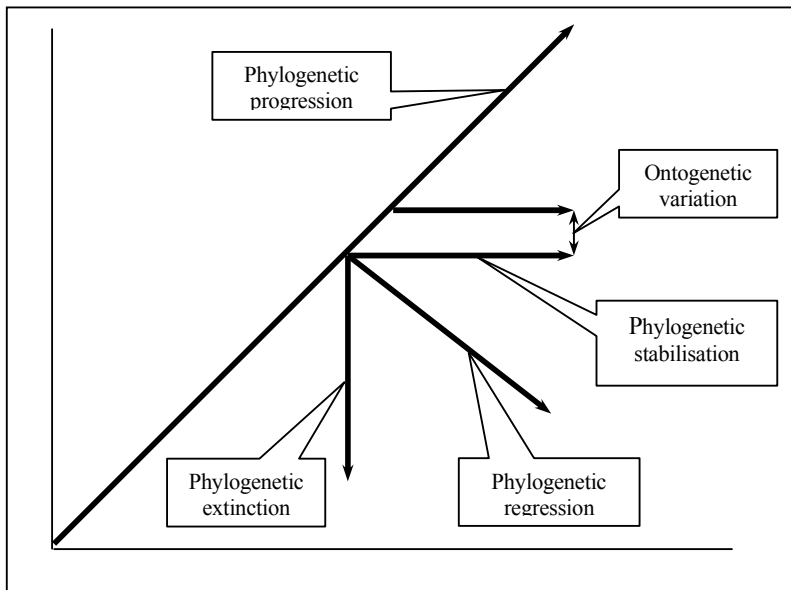 Phylogenetic
progression
Ontogenetic
variation
Phylogenetic
stabilisation
Phylogenetic
extinction
Phylogenetic
regression